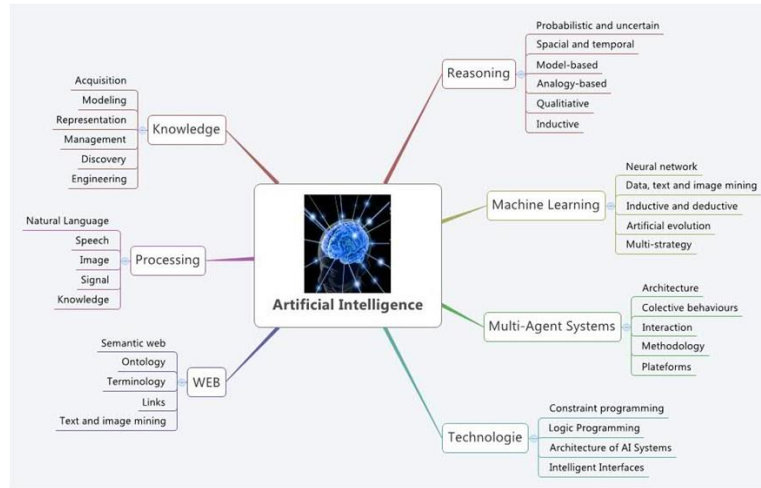 Artificial Intelligence
Knowledge
Acquisition
Modeling
Representation
Management
Discovery
Engineering
Processing
Natural Language
Speech
Image
Signal
Knowledge
WEB
Semantic web
Ontology
Terminology
Links
Text and image mining
Reasoning
Probabilistic and uncertain
Spacial and temporal
Model-based
Analogy-based
Qualitiative
Inductive
Machine Learning
Neural network
Data, text and image mining
Inductive and deductive
Artificial evolution
Multi-strategy
Multi-Agent Systems
Architecture
Colective behaviours
Interaction
Methodology
Plateforms
Technologie
Constraint programming
Logic Programming
Architecture of AI Systems
Intelligent Interfaces